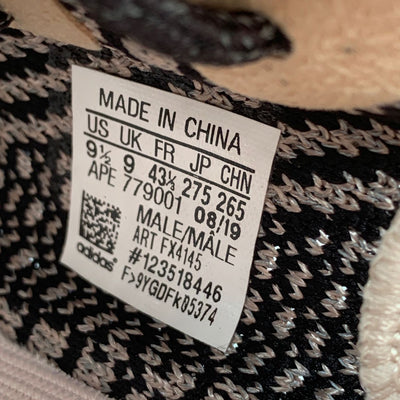 MADE IN CHINA
US UK FR JP CHN
9½ 9 43⅓ 275 265
APE 779001 08/19
MALE/MÂLE
ART FX4145
#123518446
F>9YGDFK85374
adidas